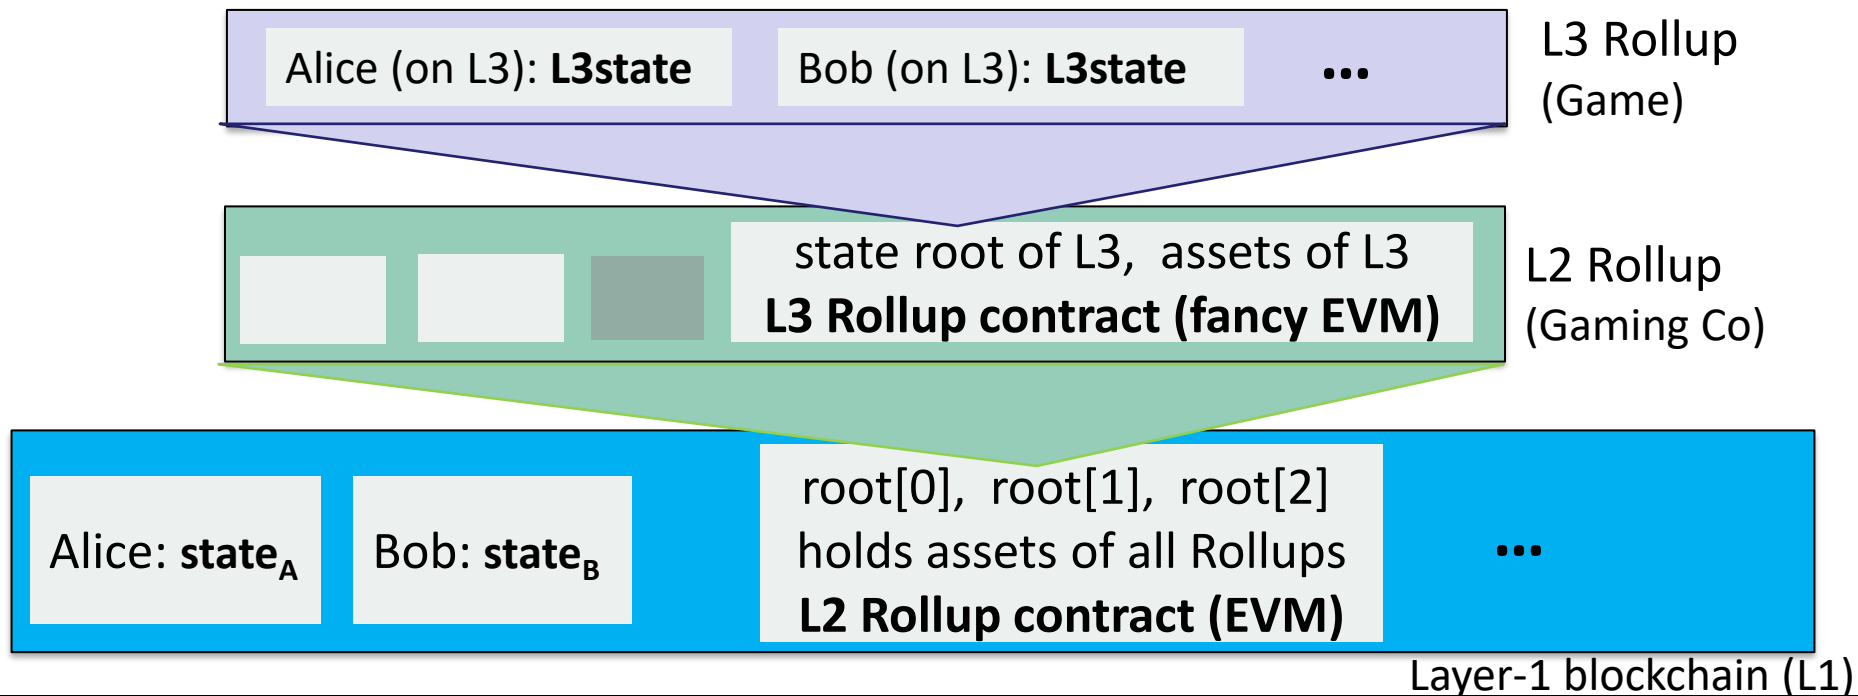 Alice (on L3): L3state
Bob (on L3): L3state
...
L3 Rollup
(Game)
state root of L3, assets of L3
L3 Rollup contract (fancy EVM)
L2 Rollup
(Gaming Co)
Alice: state_A
Bob: state_B
root[0], root[1], root[2]
holds assets of all Rollups
L2 Rollup contract (EVM)
...
Layer-1 blockchain (L1)